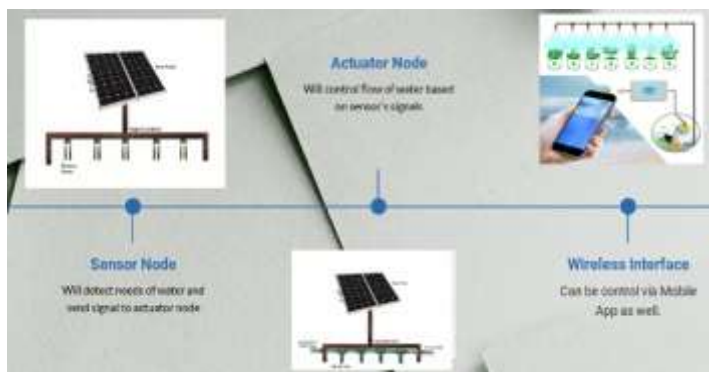 Actuator Node
Will control flow of water based
on sensor's signals.
Sensor Node
Will detect needs of water and
send signal to actuator node
Wireless Interface
Can be control via Mobile
App as well.